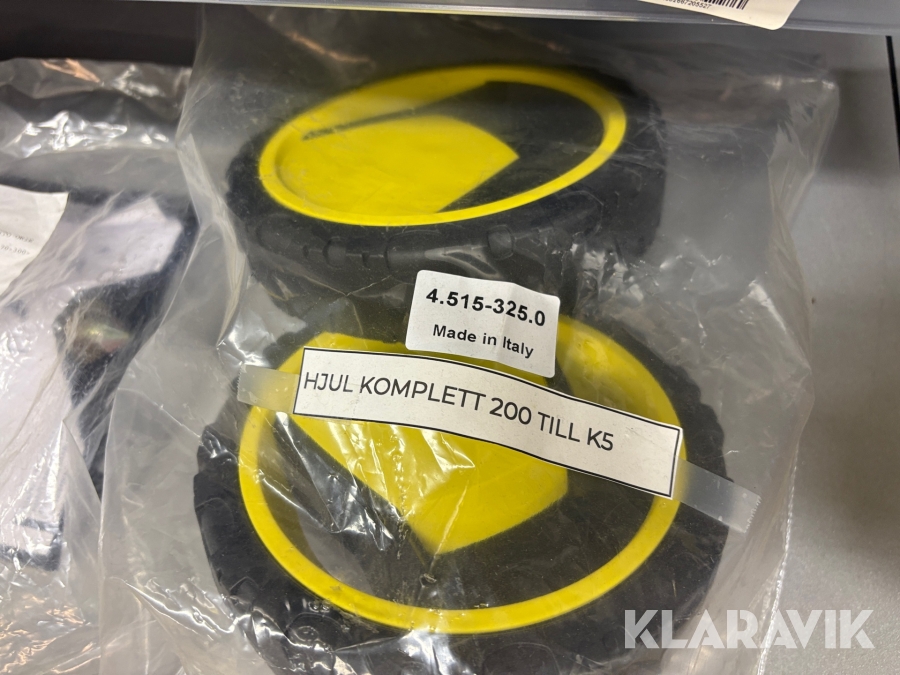 4.515-325.0
Made in Italy
HJUL KOMPLETT 200 TILL K5
KLARAVIK